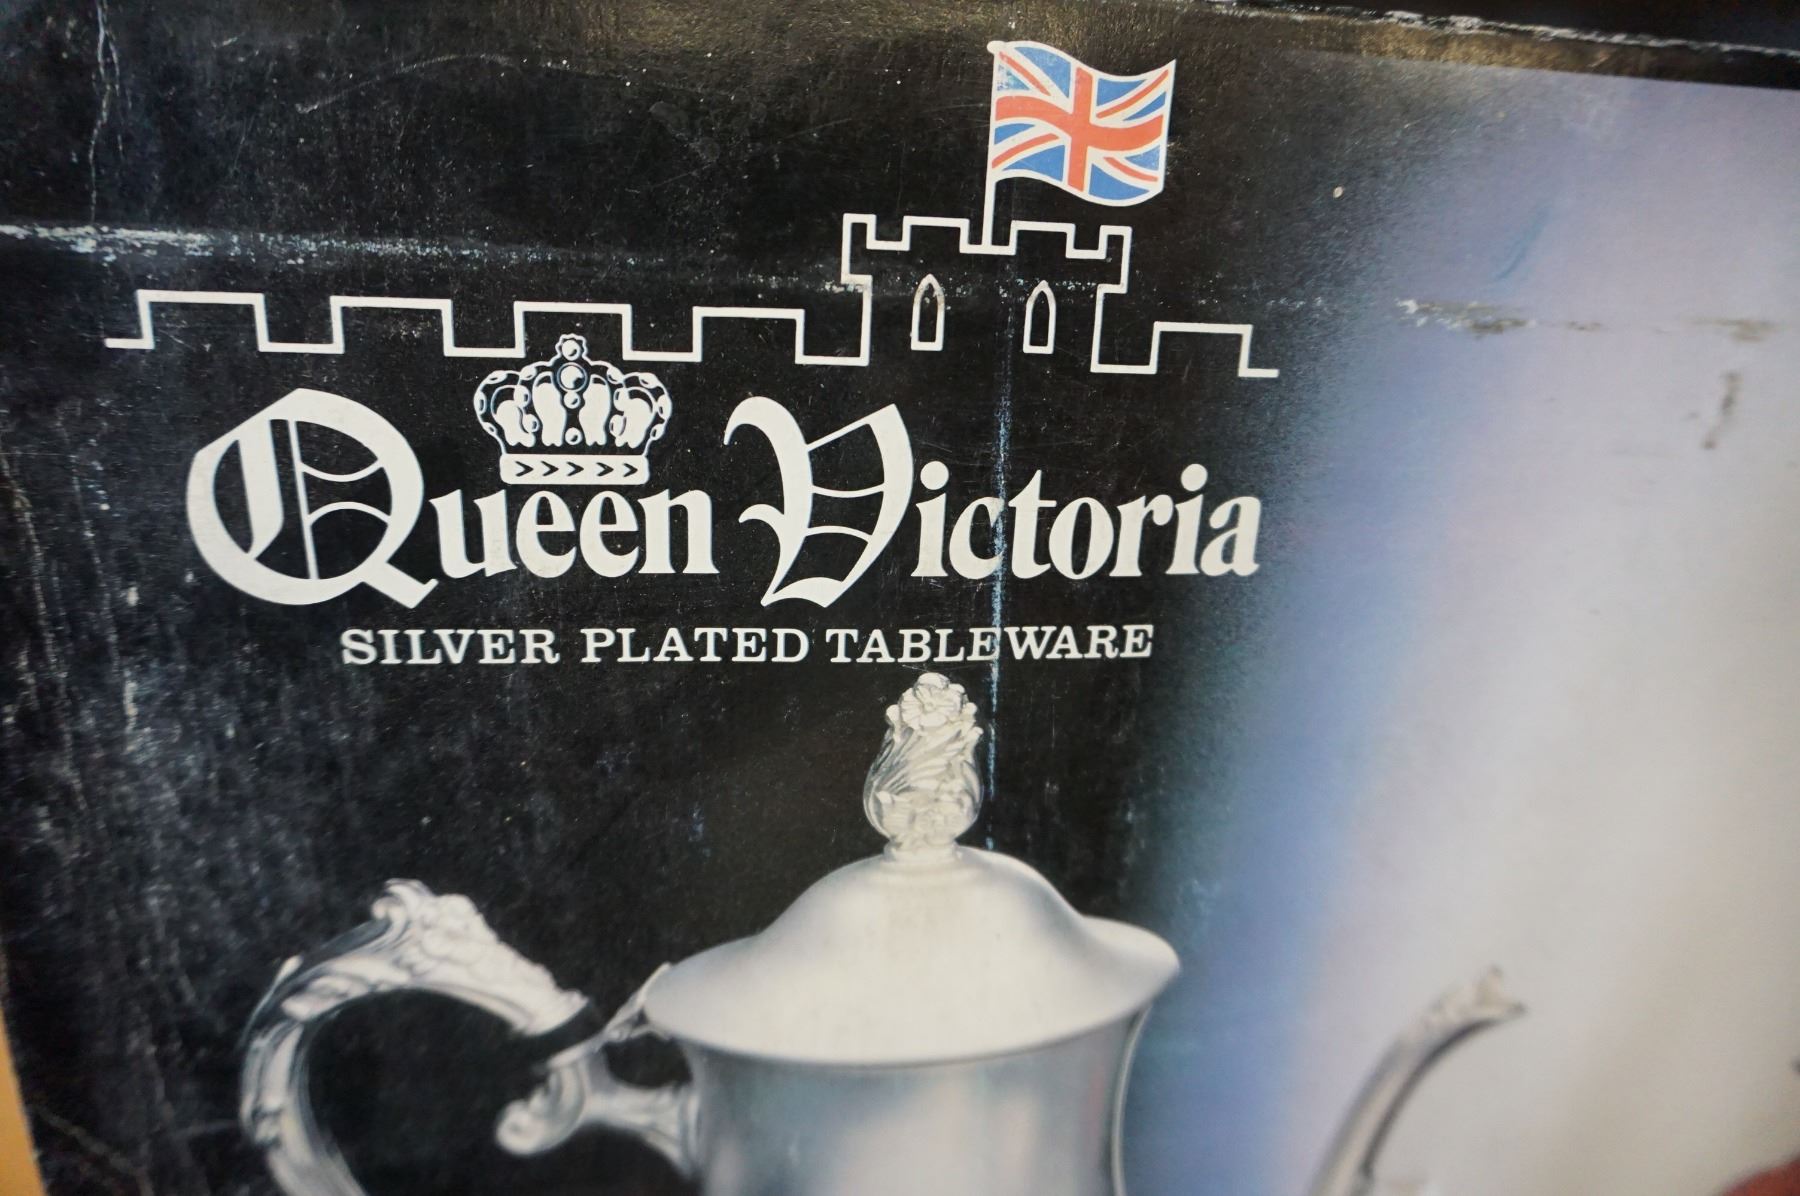 Queen Victoria
SILVER PLATED TABLEWARE